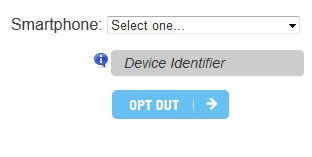 Smartphone: Select one...
Device Identifier
OPT OUT